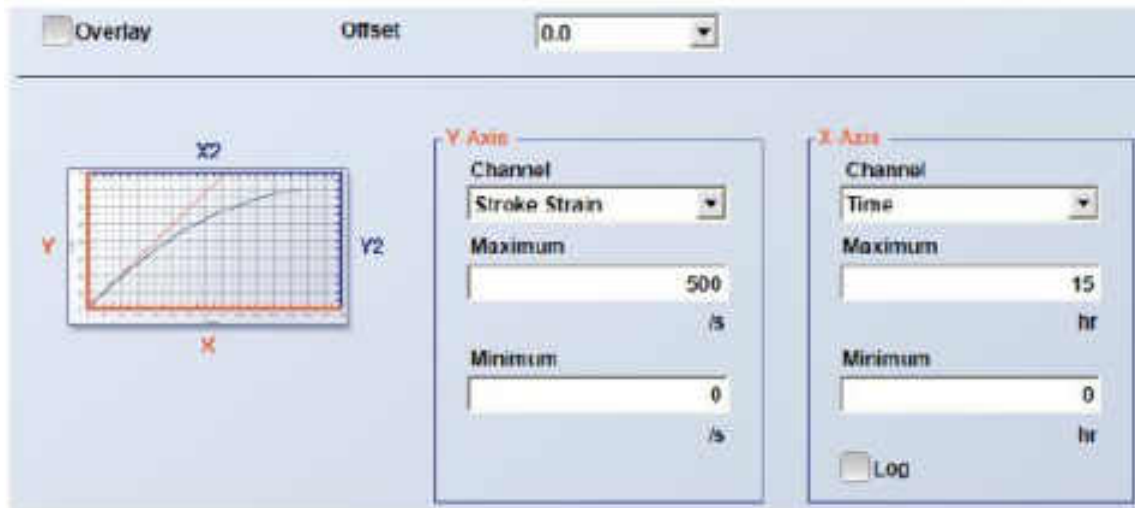 Overlay Offset 0.0
X2
Y
Y2
X
Y Axis
Channel
Stroke Strain
Maximum
500
/s
Minimum
0
/s
X Axis
Channel
Time
Maximum
15
hr
Minimum
0
hr
Log